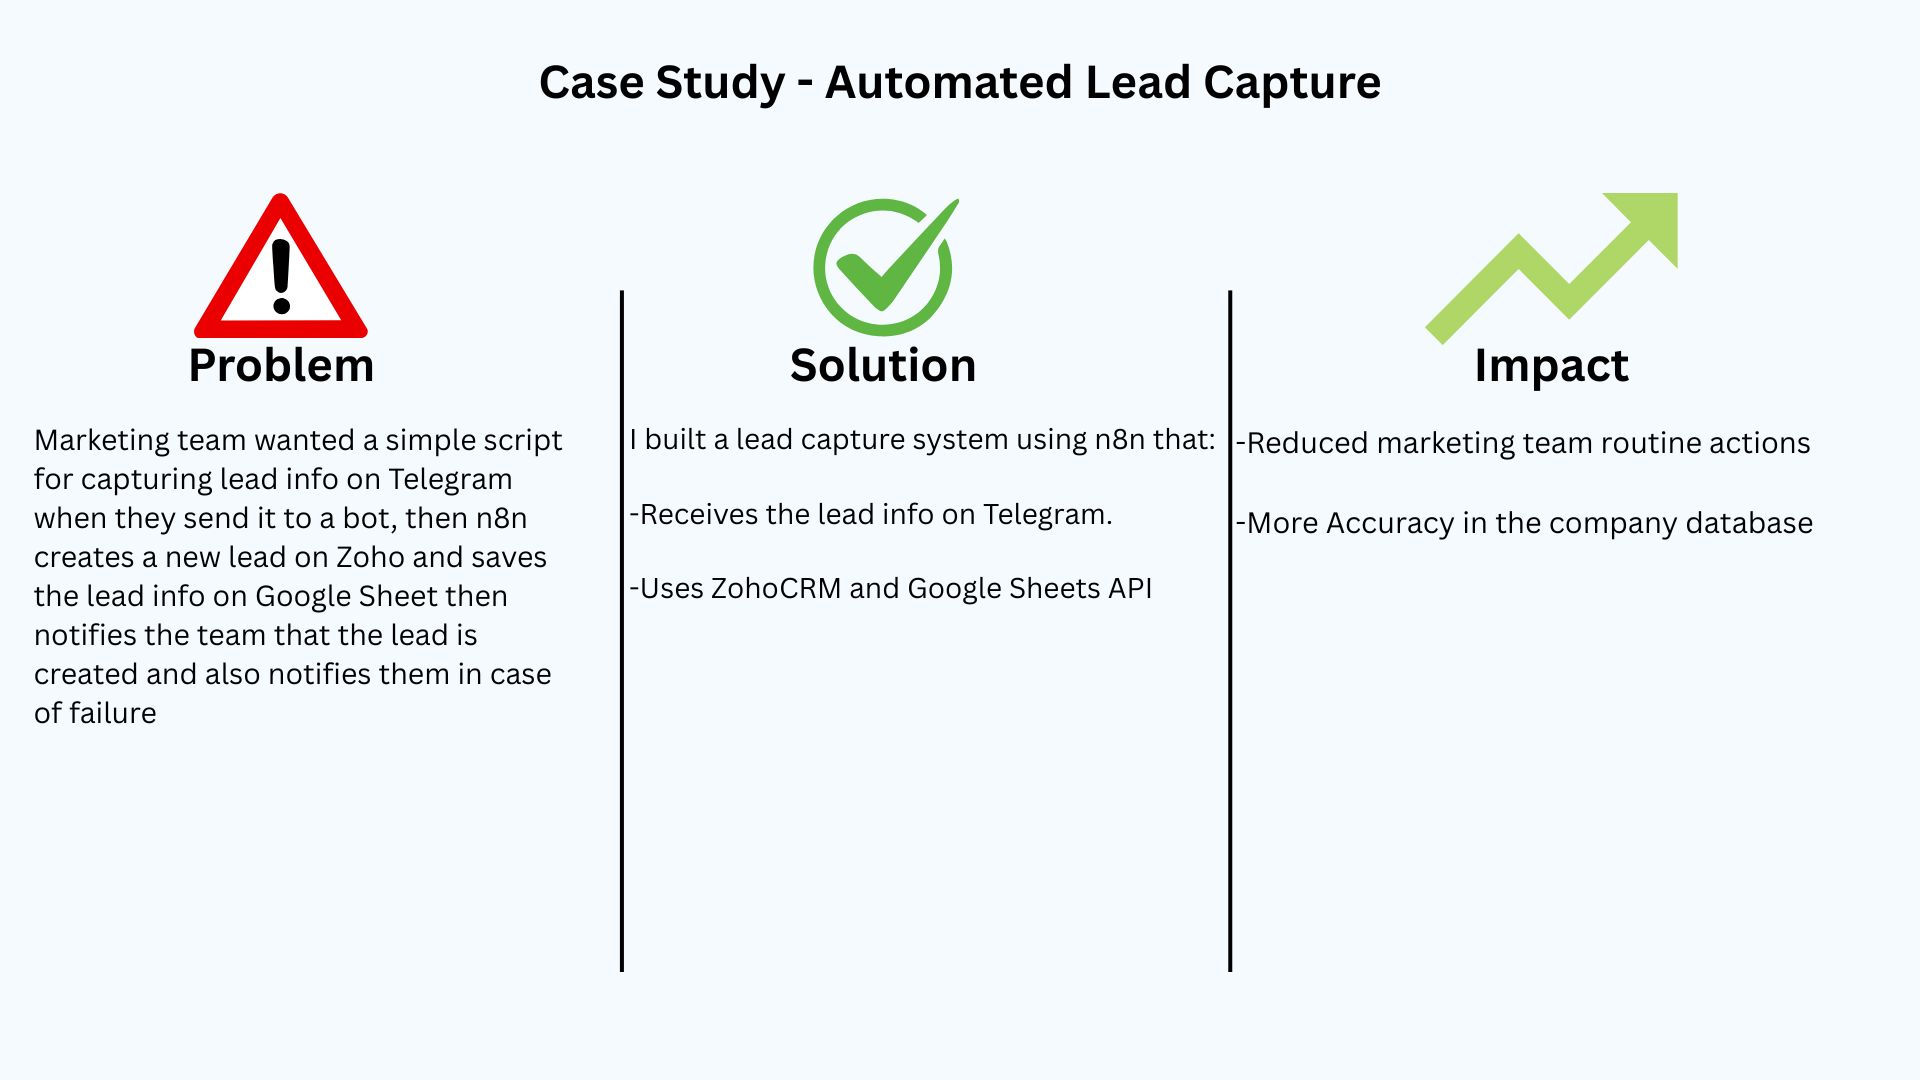 Case Study - Automated Lead Capture
Problem
Marketing team wanted a simple script
for capturing lead info on Telegram
when they send it to a bot, then n8n
creates a new lead on Zoho and saves
the lead info on Google Sheet then
notifies the team that the lead is
created and also notifies them in case
of failure
Solution
I built a lead capture system using n8n that:
-Receives the lead info on Telegram.
-Uses ZohoCRM and Google Sheets API
Impact
-Reduced marketing team routine actions
-More Accuracy in the company database